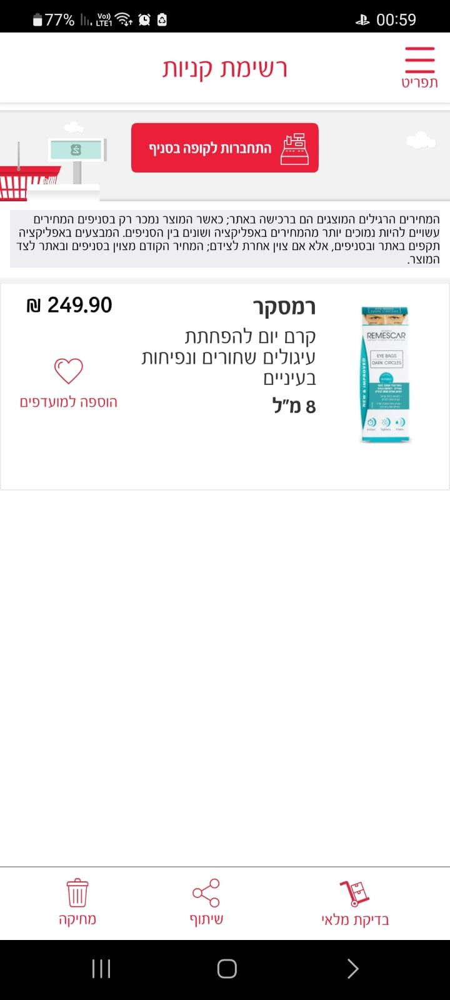 77% Vo)) LTE1 00:59
תפריט
רשימת קניות
התחברות לקופה בסניף
המחירים הרגילים המוצגים הם ברכישה באתר; כאשר המוצר נמכר רק בסניפים המחירים
עשויים להיות נמוכים יותר מהמחירים באפליקציה ושונים בין הסניפים. המבצעים באפליקציה
תקפים באתר ובסניפים, אלא אם צוין אחרת לצידם; המחיר הקודם מצוין בסניפים ובאתר לצד
המוצר.
רמסקר
249.90 ₪
קרם יום להפחתת
עיגולים שחורים ונפיחות
בעיניים
8 מ"ל
הוספה למועדפים
REMESCAR
EYE BAGS
DARK CIRCLES
NEW & IMPROVED
בדיקת מלאי
שיתוף
מחיקה